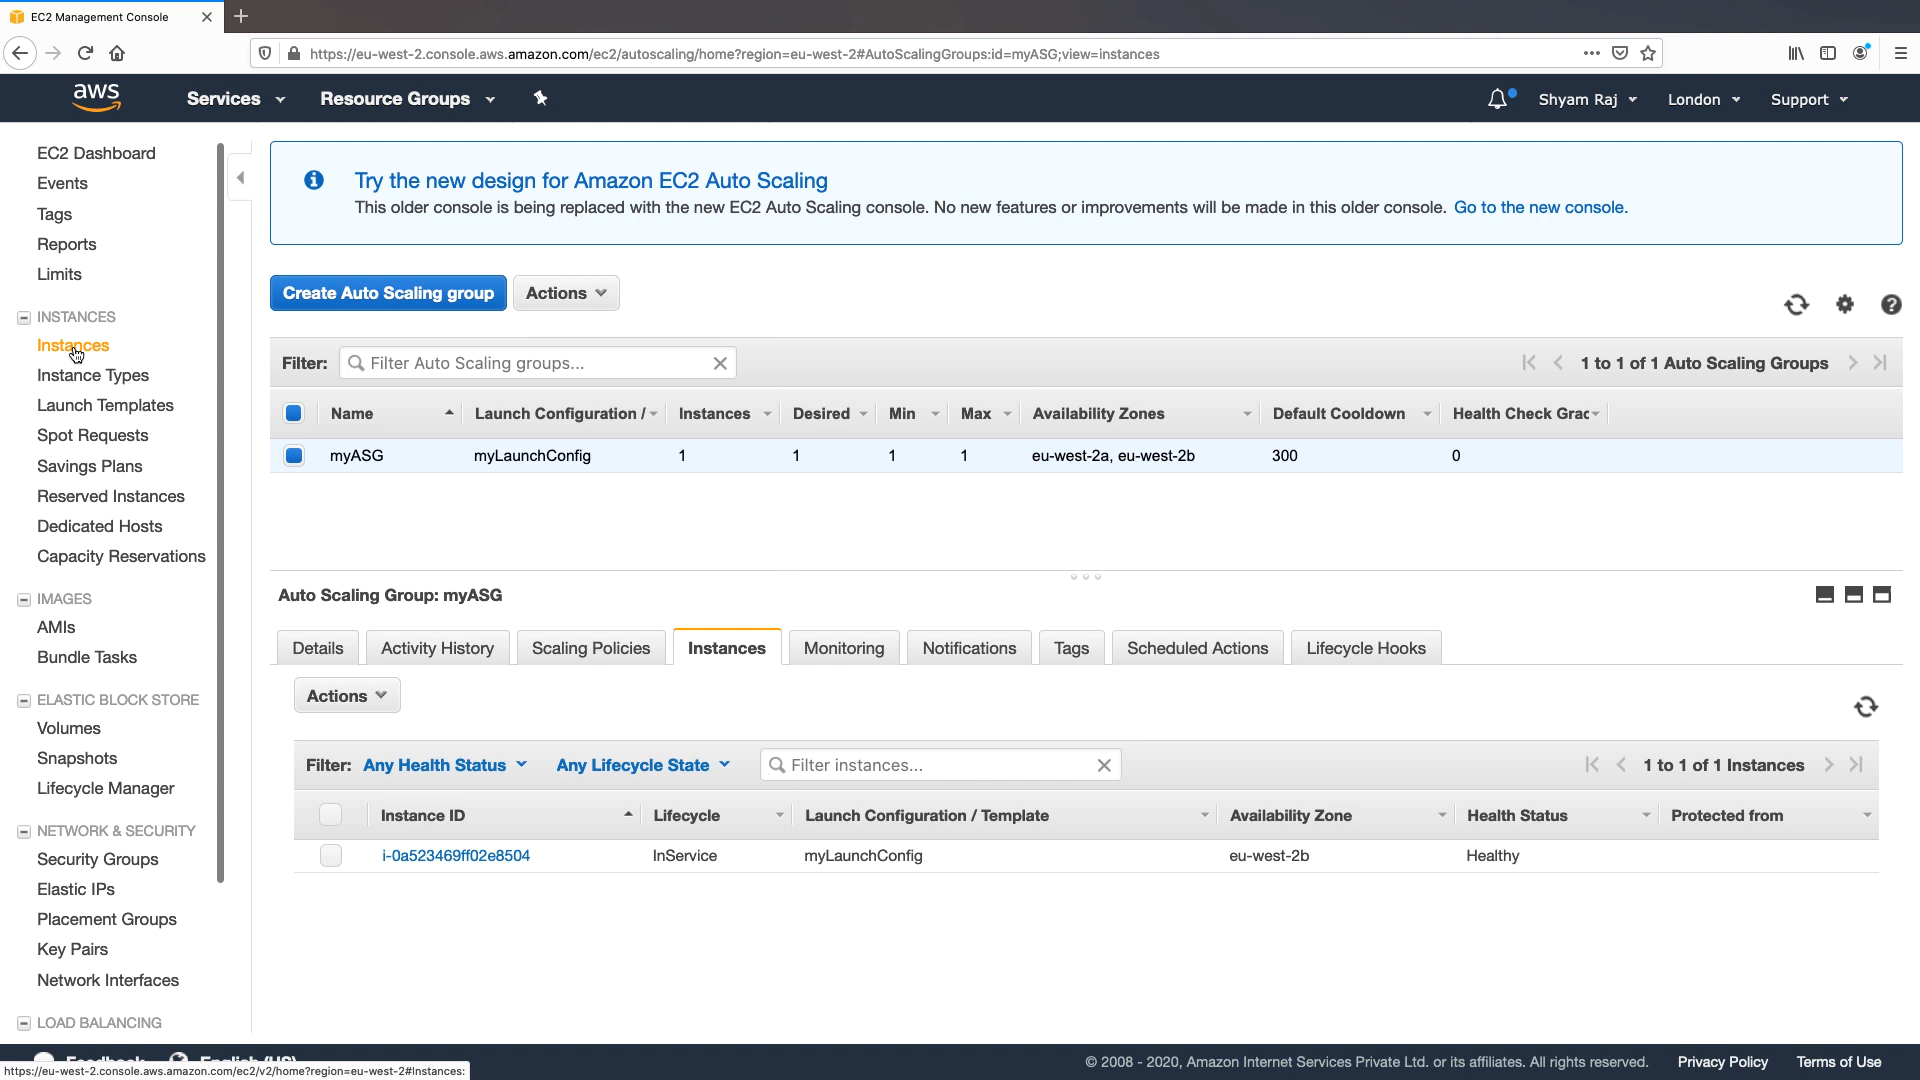 EC2 Management Console
https://eu-west-2.console.aws.amazon.com/ec2/autoscaling/home?region=eu-west-2#AutoScalingGroups:id=myASG;view=instances
aws
Services
Resource Groups
Shyam Raj
London
Support
EC2 Dashboard
Events
Tags
Reports
Limits
INSTANCES
Instances
Instance Types
Launch Templates
Spot Requests
Savings Plans
Reserved Instances
Dedicated Hosts
Capacity Reservations
IMAGES
AMIs
Bundle Tasks
ELASTIC BLOCK STORE
Volumes
Snapshots
Lifecycle Manager
NETWORK & SECURITY
Security Groups
Elastic IPs
Placement Groups
Key Pairs
Network Interfaces
LOAD BALANCING
Try the new design for Amazon EC2 Auto Scaling
This older console is being replaced with the new EC2 Auto Scaling console. No new features or improvements will be made in this older console. Go to the new console.
Create Auto Scaling group
Actions
Filter: Filter Auto Scaling groups...
1 to 1 of 1 Auto Scaling Groups
Name Launch Configuration / Instances Desired Min Max Availability Zones Default Cooldown Health Check Grac
myASG myLaunchConfig 1 1 1 1 eu-west-2a, eu-west-2b 300 0
Auto Scaling Group: myASG
Details Activity History Scaling Policies Instances Monitoring Notifications Tags Scheduled Actions Lifecycle Hooks
Actions
Filter: Any Health Status Any Lifecycle State Filter instances...
1 to 1 of 1 Instances
Instance ID Lifecycle Launch Configuration / Template Availability Zone Health Status Protected from
i-0a523469ff02e8504 InService myLaunchConfig eu-west-2b Healthy
Feedback English (US)
© 2008 - 2020, Amazon Internet Services Private Ltd. or its affiliates. All rights reserved. Privacy Policy Terms of Use
https://eu-west-2.console.aws.amazon.com/ec2/v2/home?region=eu-west-2#Instances: